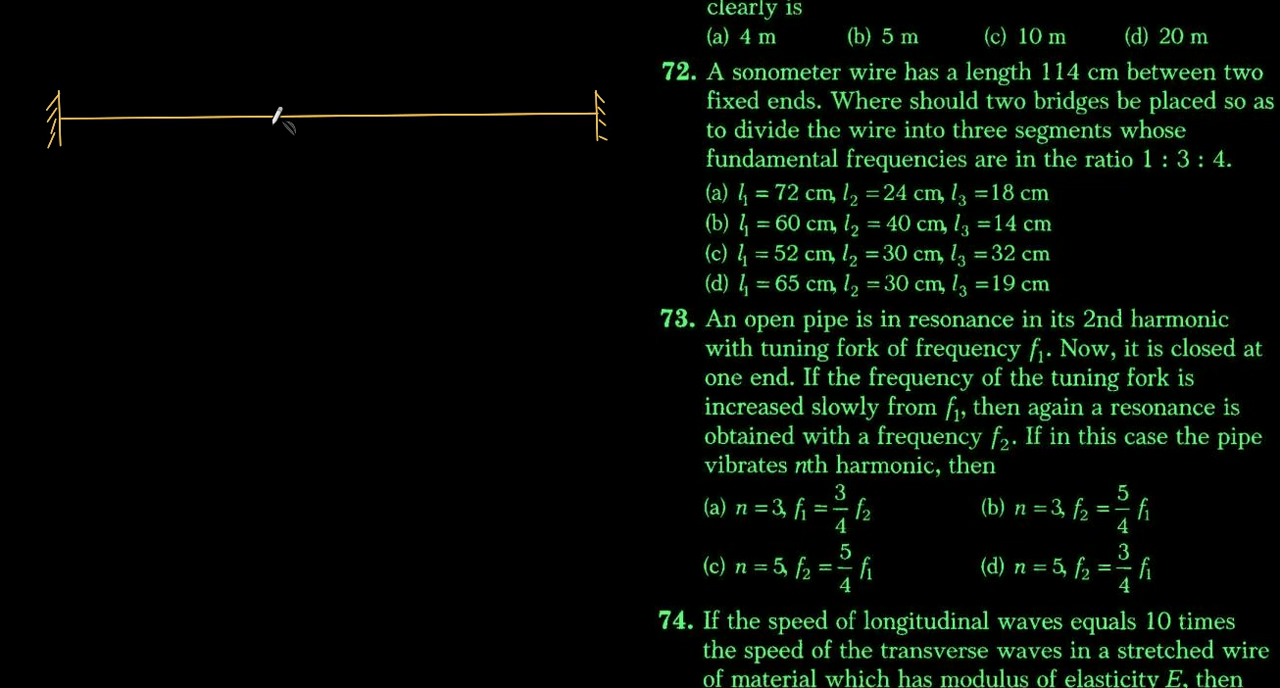 clearly is
(a) 4 m (b) 5 m (c) 10 m (d) 20 m
72. A sonometer wire has a length 114 cm between two
fixed ends. Where should two bridges be placed so as
to divide the wire into three segments whose
fundamental frequencies are in the ratio 1 : 3 : 4.
(a) l₁ = 72 cm, l₂ = 24 cm, l₃ = 18 cm
(b) l₁ = 60 cm, l₂ = 40 cm, l₃ = 14 cm
(c) l₁ = 52 cm, l₂ = 30 cm, l₃ = 32 cm
(d) l₁ = 65 cm, l₂ = 30 cm, l₃ = 19 cm
73. An open pipe is in resonance in its 2nd harmonic
with tuning fork of frequency f₁. Now, it is closed at
one end. If the frequency of the tuning fork is
increased slowly from f₁, then again a resonance is
obtained with a frequency f₂. If in this case the pipe
vibrates nth harmonic, then
(a) n = 3, f₁ = 3/4 f₂ (b) n = 3, f₂ = 5/4 f₁
(c) n = 5, f₂ = 5/4 f₁ (d) n = 5, f₂ = 3/4 f₁
74. If the speed of longitudinal waves equals 10 times
the speed of the transverse waves in a stretched wire
of material which has modulus of elasticity E, then